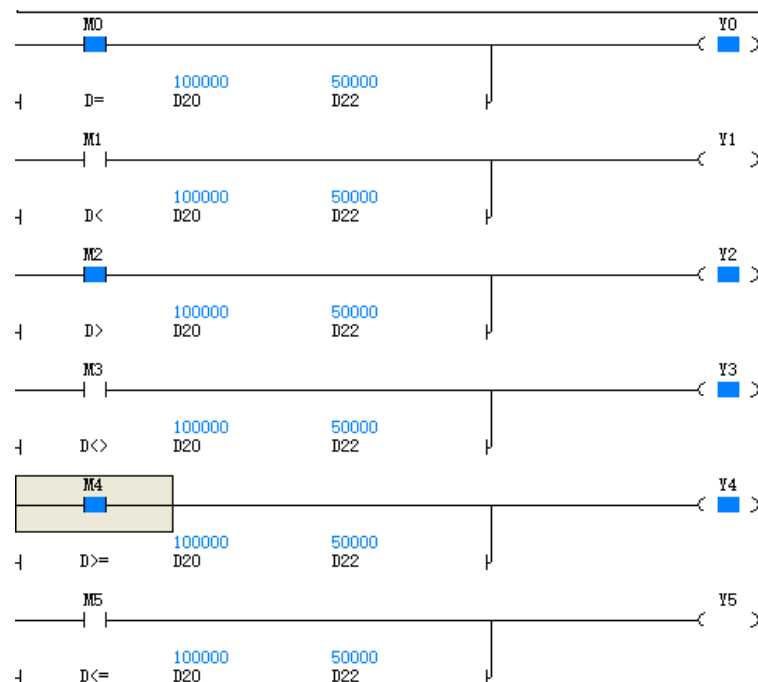 M0 Y0
100000 50000
D= D20 D22
M1 Y1
100000 50000
D< D20 D22
M2 Y2
100000 50000
D> D20 D22
M3 Y3
100000 50000
D<> D20 D22
M4 Y4
100000 50000
D>= D20 D22
M5 Y5
100000 50000
D<= D20 D22